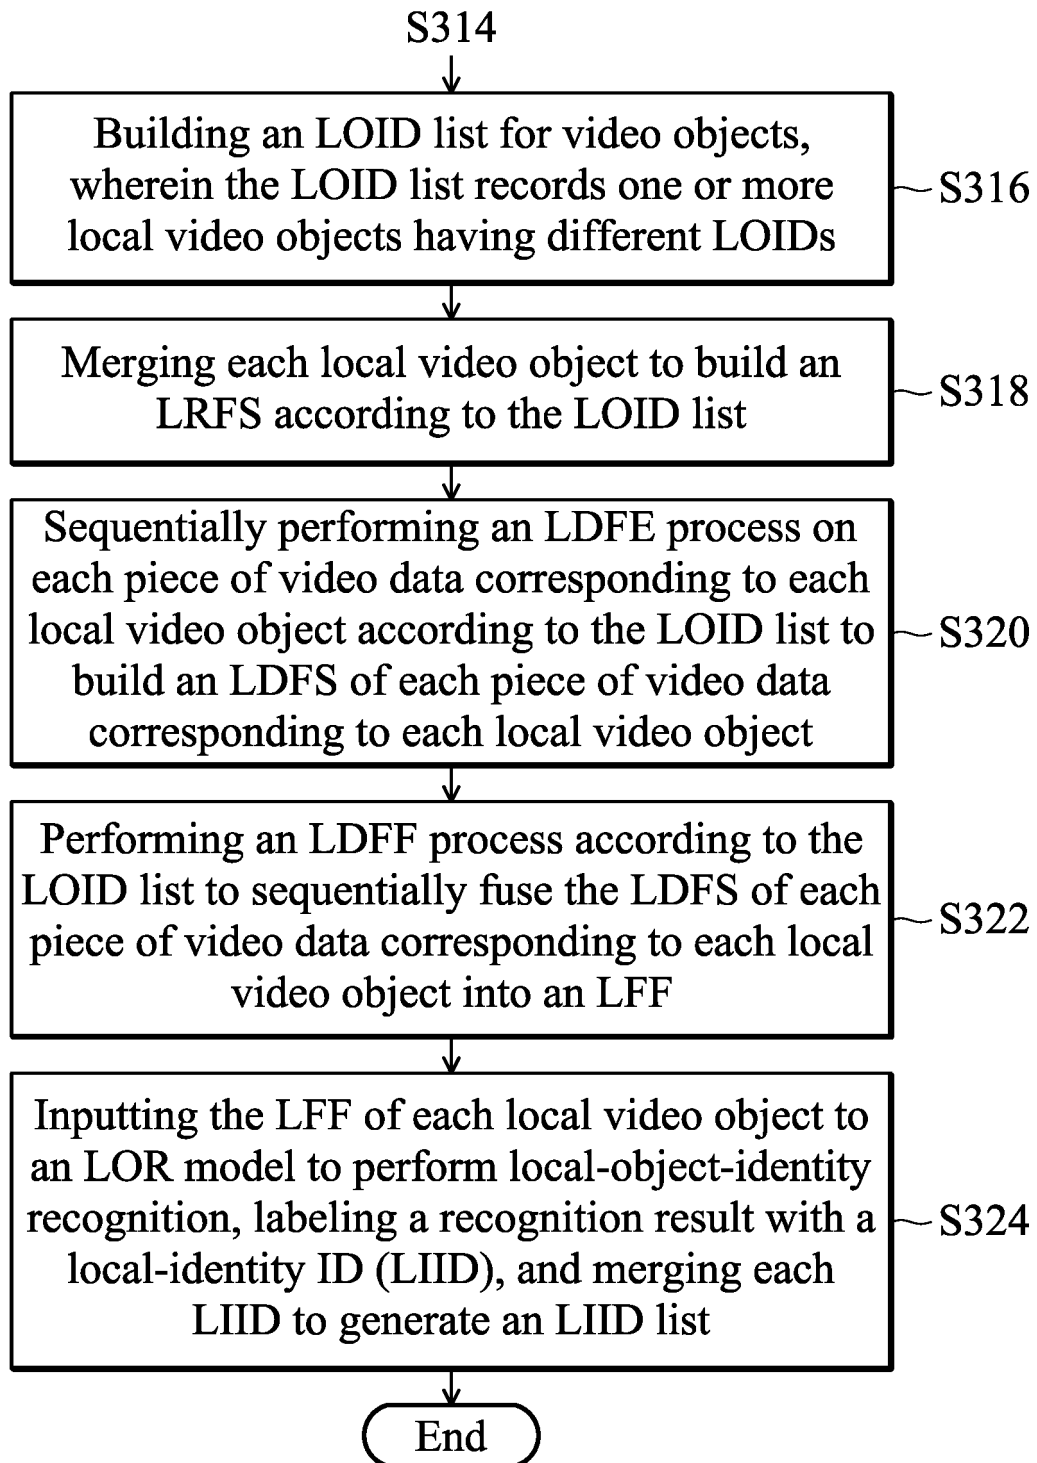 S314
Building an LOID list for video objects,
wherein the LOID list records one or more
local video objects having different LOIDs
S316
Merging each local video object to build an
LRFS according to the LOID list
S318
Sequentially performing an LDFE process on
each piece of video data corresponding to each
local video object according to the LOID list to
build an LDFS of each piece of video data
corresponding to each local video object
S320
Performing an LDFF process according to the
LOID list to sequentially fuse the LDFS of each
piece of video data corresponding to each local
video object into an LFF
S322
Inputting the LFF of each local video object to
an LOR model to perform local-object-identity
recognition, labeling a recognition result with a
local-identity ID (LIID), and merging each
LIID to generate an LIID list
S324
End